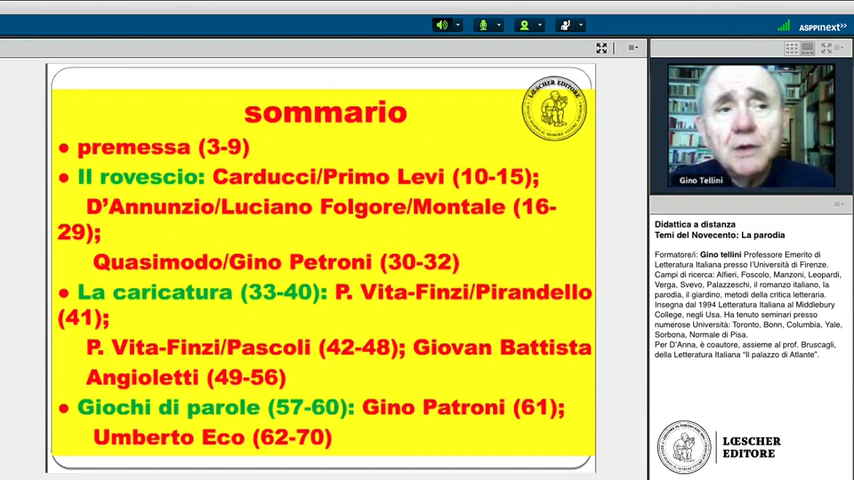 ASPPInext>>
sommario
LŒSCHER EDITORE
● premessa (3-9)
● Il rovescio: Carducci/Primo Levi (10-15);
D'Annunzio/Luciano Folgore/Montale (16-
29);
Quasimodo/Gino Petroni (30-32)
● La caricatura (33-40): P. Vita-Finzi/Pirandello
(41);
P. Vita-Finzi/Pascoli (42-48); Giovan Battista
Angioletti (49-56)
● Giochi di parole (57-60): Gino Patroni (61);
Umberto Eco (62-70)
Gino Tellini
Didattica a distanza
Temi del Novecento: La parodia
Formatore/i: Gino tellini Professore Emerito di
Letteratura Italiana presso l'Università di Firenze.
Campi di ricerca: Alfieri, Foscolo, Manzoni, Leopardi,
Verga, Svevo, Palazzeschi, il romanzo italiano, la
parodia, il giardino, metodi della critica letteraria.
Insegna dal 1994 Letteratura Italiana al Middlebury
College, negli Usa. Ha tenuto seminari presso
numerose Università: Toronto, Bonn, Columbia, Yale,
Sorbona, Normale di Pisa.
Per D'Anna, è coautore, assieme al prof. Bruscagli,
della Letteratura Italiana "Il palazzo di Atlante".
LŒSCHER
EDITORE